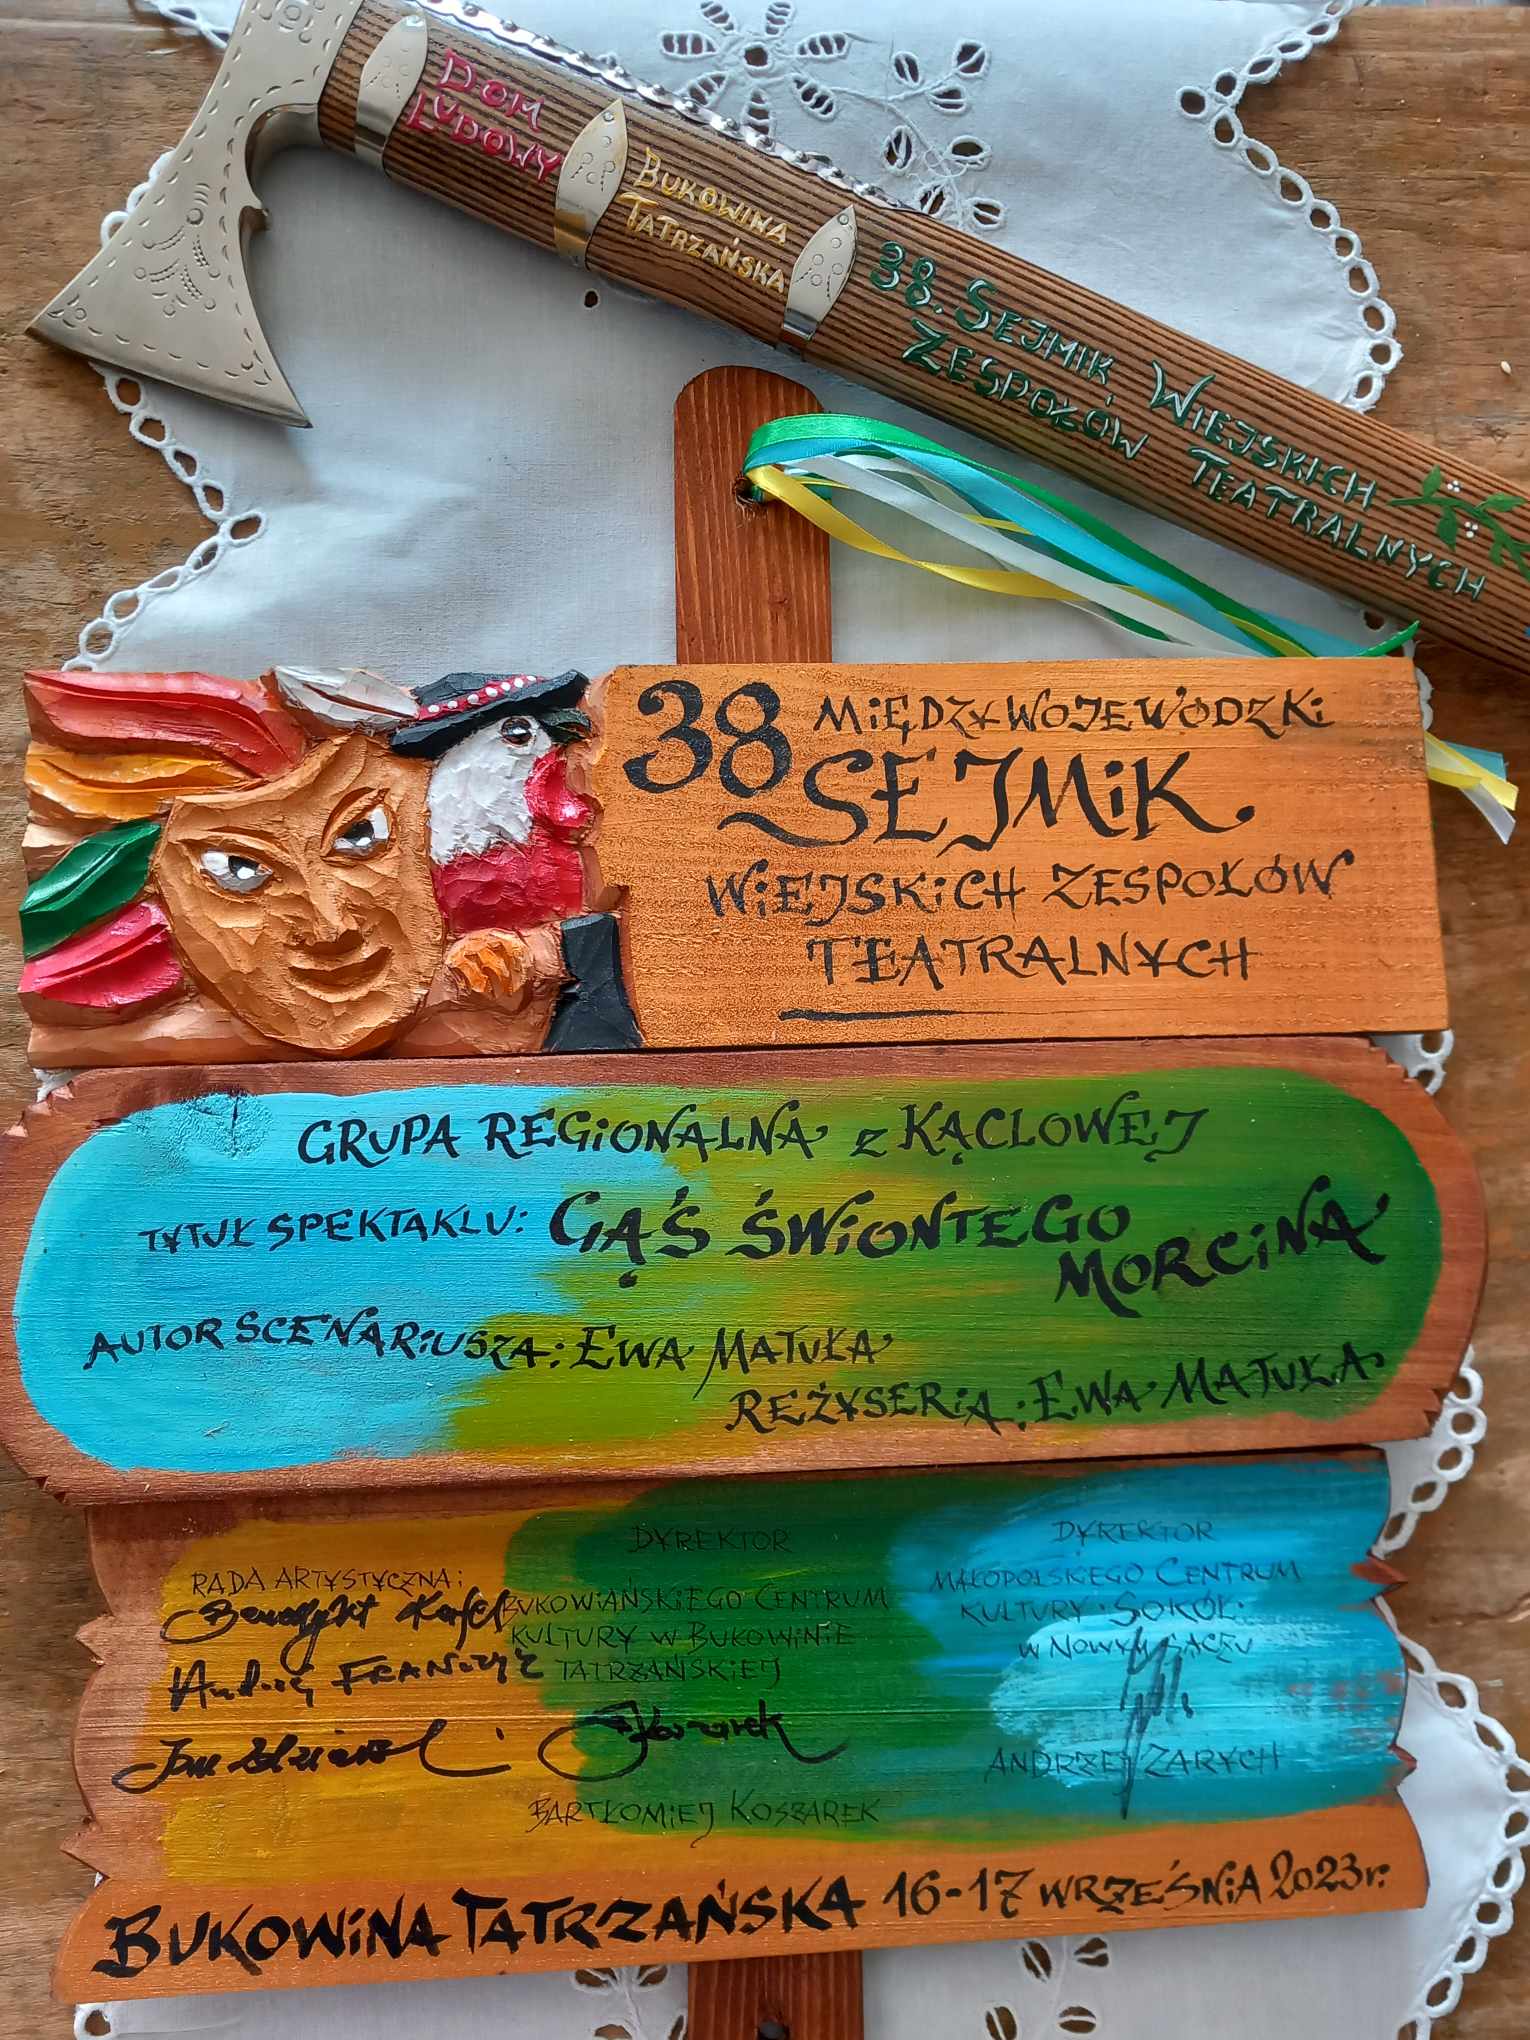 DOM
LUDOWY
BUKOWINA
TATRZAŃSKA
38. SEJMIK WIEJSKICH
ZESPOŁÓW TEATRALNYCH
38 MIĘDZYWOJEWÓDZKI
SEJMIK
WIEJSKICH ZESPOŁÓW
TEATRALNYCH
GRUPA REGIONALNA z KĄCLOWEJ
TYTUŁ SPEKTAKLU: GĄŚ ŚWIONTEGO
MORCINA
AUTOR SCENARIUSZA: EWA MATUŁA
REŻYSERIA: EWA MATUŁA
RADA ARTYSTYCZNA:
DYREKTOR
BUKOWIAŃSKIEGO CENTRUM
KULTURY W BUKOWINIE
TATRZAŃSKIEJ
BARTŁOMIEJ KOSZAREK
DYREKTOR
MAŁOPOLSKIEGO CENTRUM
KULTURY SOKÓŁ
W NOWYM SĄCZU
ANDRZEJ ZARYCH
BUKOWINA TATRZAŃSKA 16-17 WRZEŚNIA 2023r.